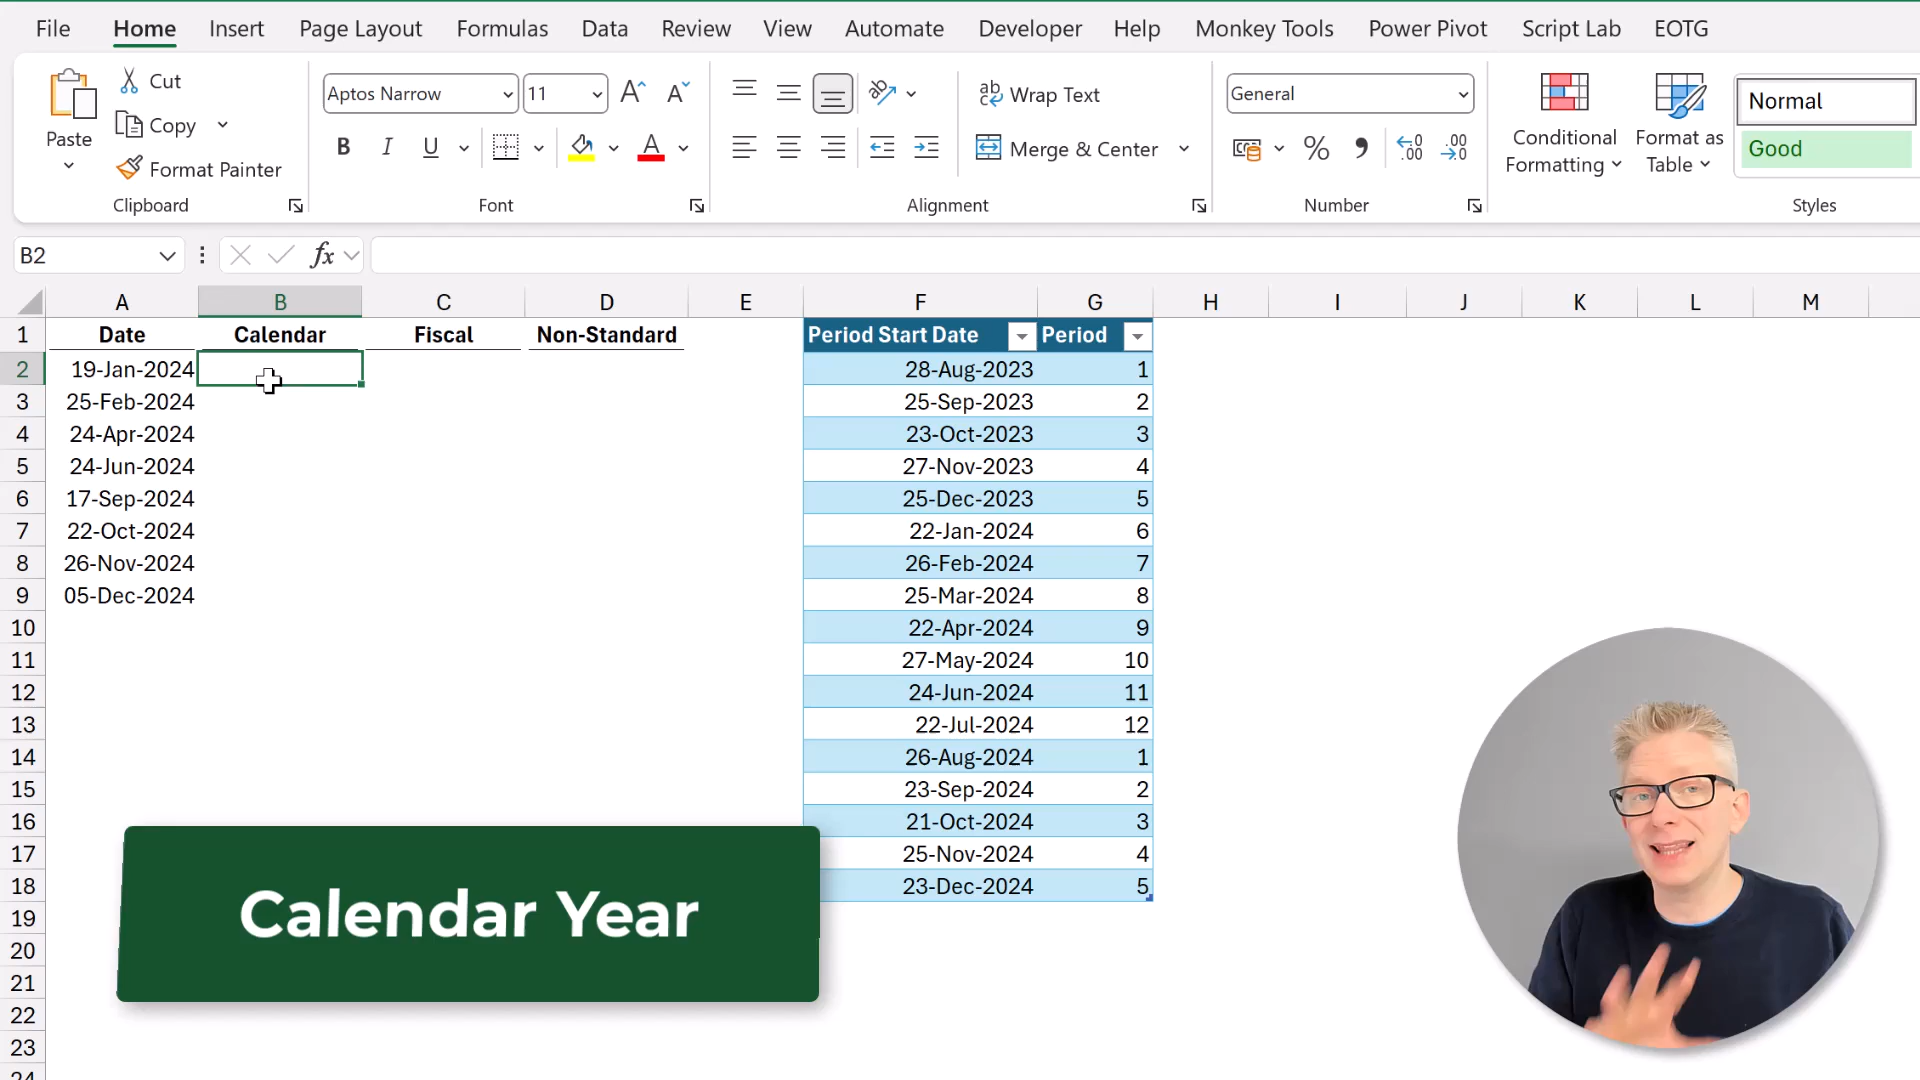 File Home Insert Page Layout Formulas Data Review View Automate Developer Help Monkey Tools Power Pivot Script Lab EOTG
Paste
Cut
Copy
Format Painter
Clipboard
Aptos Narrow 11
B I U
Font
Wrap Text
Merge & Center
Alignment
General
Number
Conditional Formatting
Format as Table
Normal
Good
Styles
B2 fx
A B C D E F G H I J K L M
1 Date Calendar Fiscal Non-Standard Period Start Date Period
2 19-Jan-2024 28-Aug-2023 1
3 25-Feb-2024 25-Sep-2023 2
4 24-Apr-2024 23-Oct-2023 3
5 24-Jun-2024 27-Nov-2023 4
6 17-Sep-2024 25-Dec-2023 5
7 22-Oct-2024 22-Jan-2024 6
8 26-Nov-2024 26-Feb-2024 7
9 05-Dec-2024 25-Mar-2024 8
10 22-Apr-2024 9
11 27-May-2024 10
12 24-Jun-2024 11
13 22-Jul-2024 12
14 26-Aug-2024 1
15 23-Sep-2024 2
16 21-Oct-2024 3
17 25-Nov-2024 4
18 23-Dec-2024 5
19
20
21
22
23
24
Calendar Year